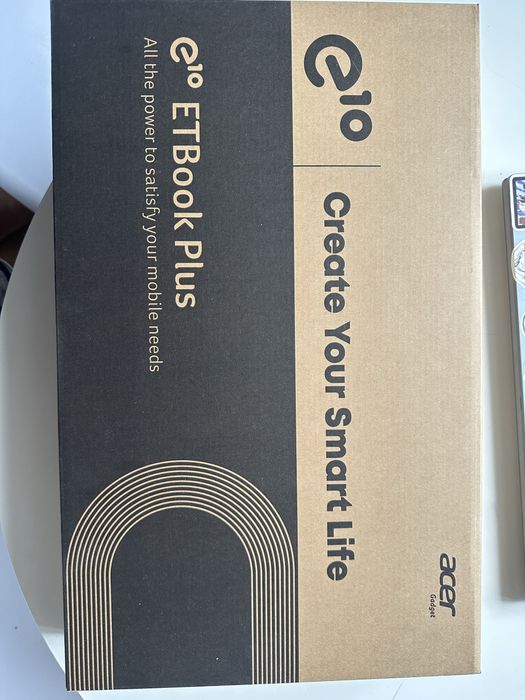 e10
Create Your Smart Life
acer
Gadget
e10 ETBook Plus
All the power to satisfy your mobile needs